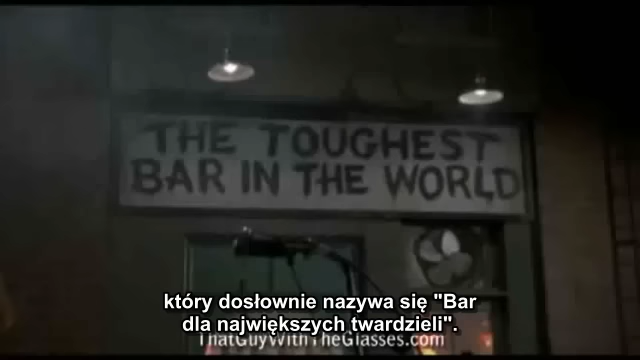 THE TOUGHEST
BAR IN THE WORLD
który dosłownie nazywa się "Bar
dla największych twardzieli".
ThatGuyWithTheGlasses.com